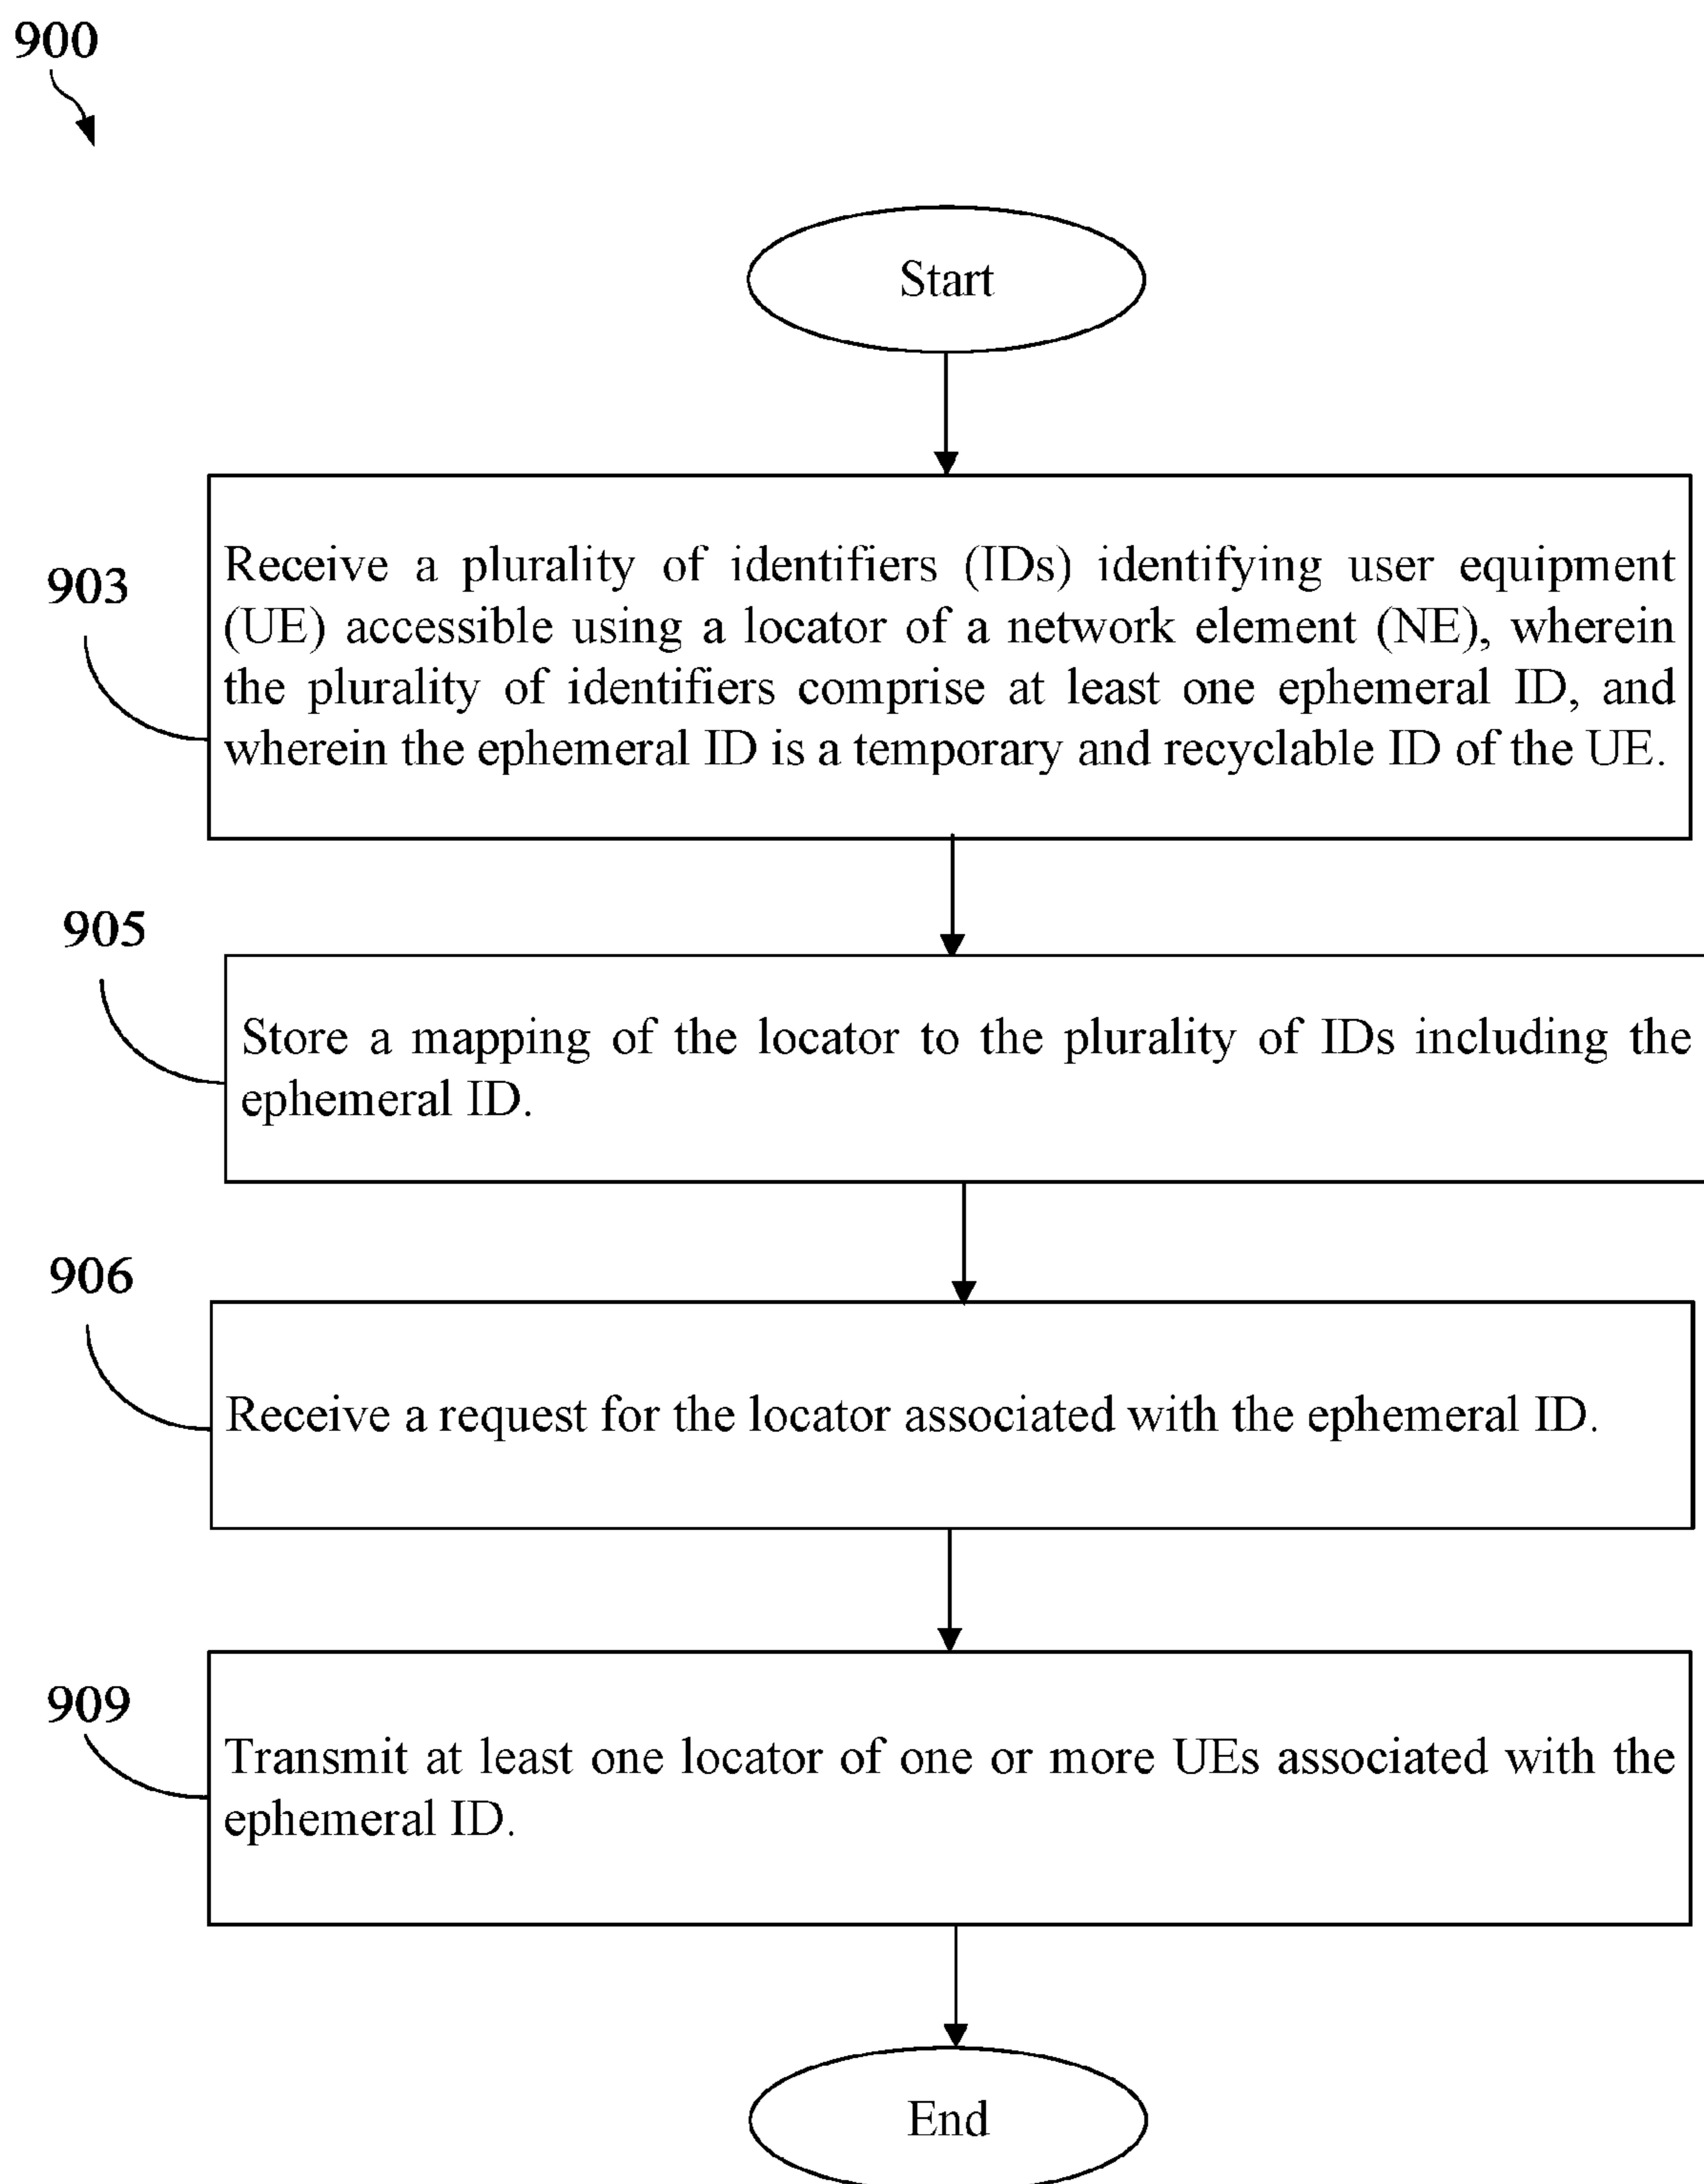 900
Start
903
Receive a plurality of identifiers (IDs) identifying user equipment
(UE) accessible using a locator of a network element (NE), wherein
the plurality of identifiers comprise at least one ephemeral ID, and
wherein the ephemeral ID is a temporary and recyclable ID of the UE.
905
Store a mapping of the locator to the plurality of IDs including the
ephemeral ID.
906
Receive a request for the locator associated with the ephemeral ID.
909
Transmit at least one locator of one or more UEs associated with the
ephemeral ID.
End